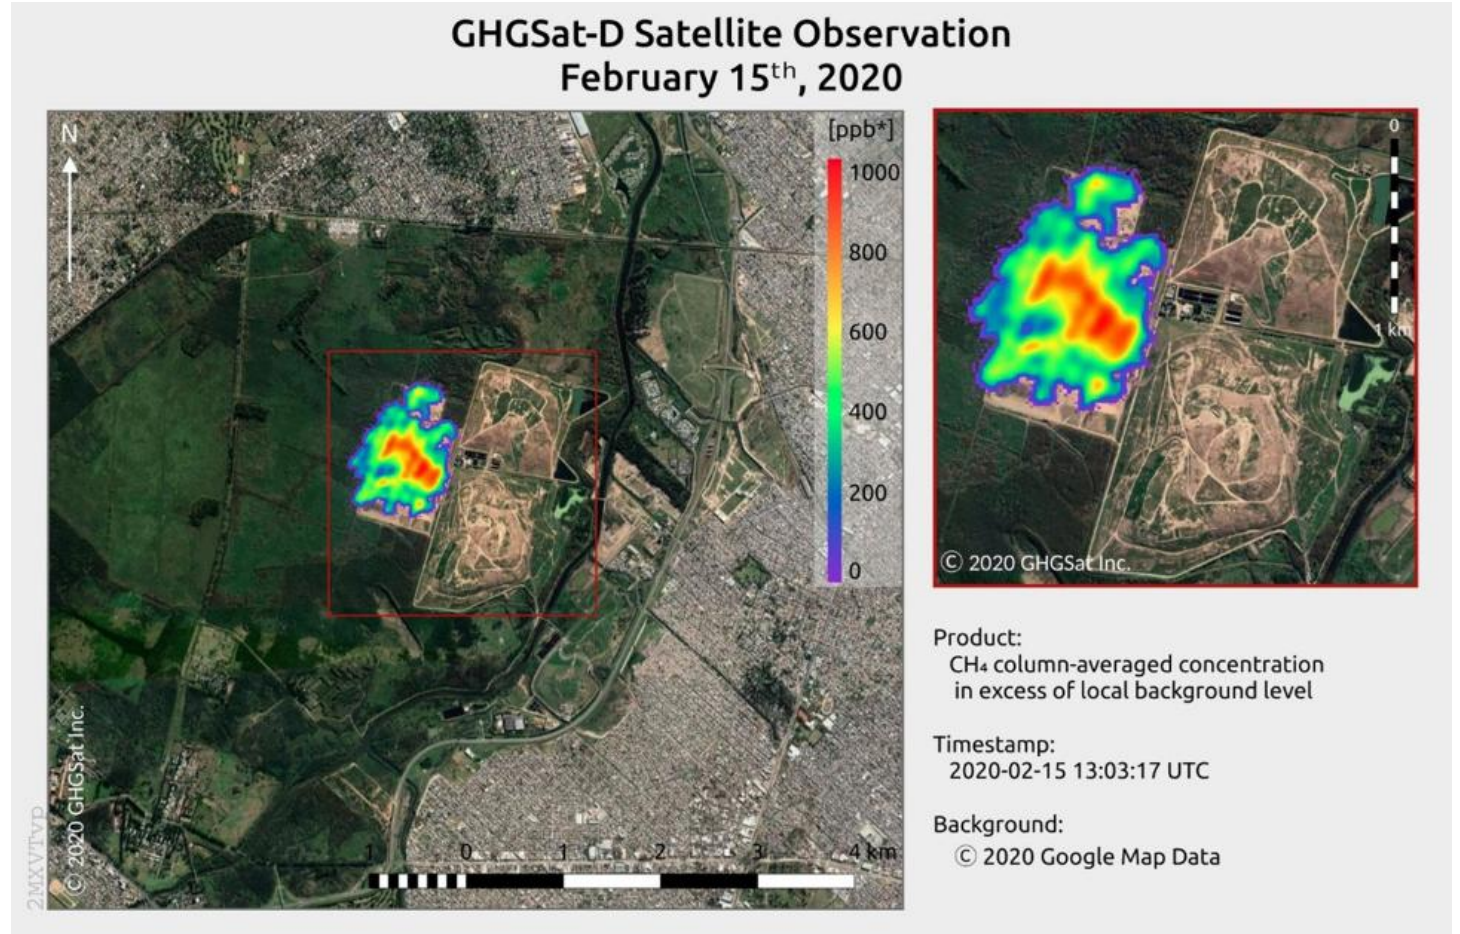 GHGSat-D Satellite Observation
February 15th, 2020
N
[ppb*]
1000
800
600
400
200
0
© 2020 GHGSat Inc.
2MXVTvp
1 0 1 2 3 4 km
0
1 km
© 2020 GHGSat Inc.
Product:
CH₄ column-averaged concentration
in excess of local background level
Timestamp:
2020-02-15 13:03:17 UTC
Background:
© 2020 Google Map Data